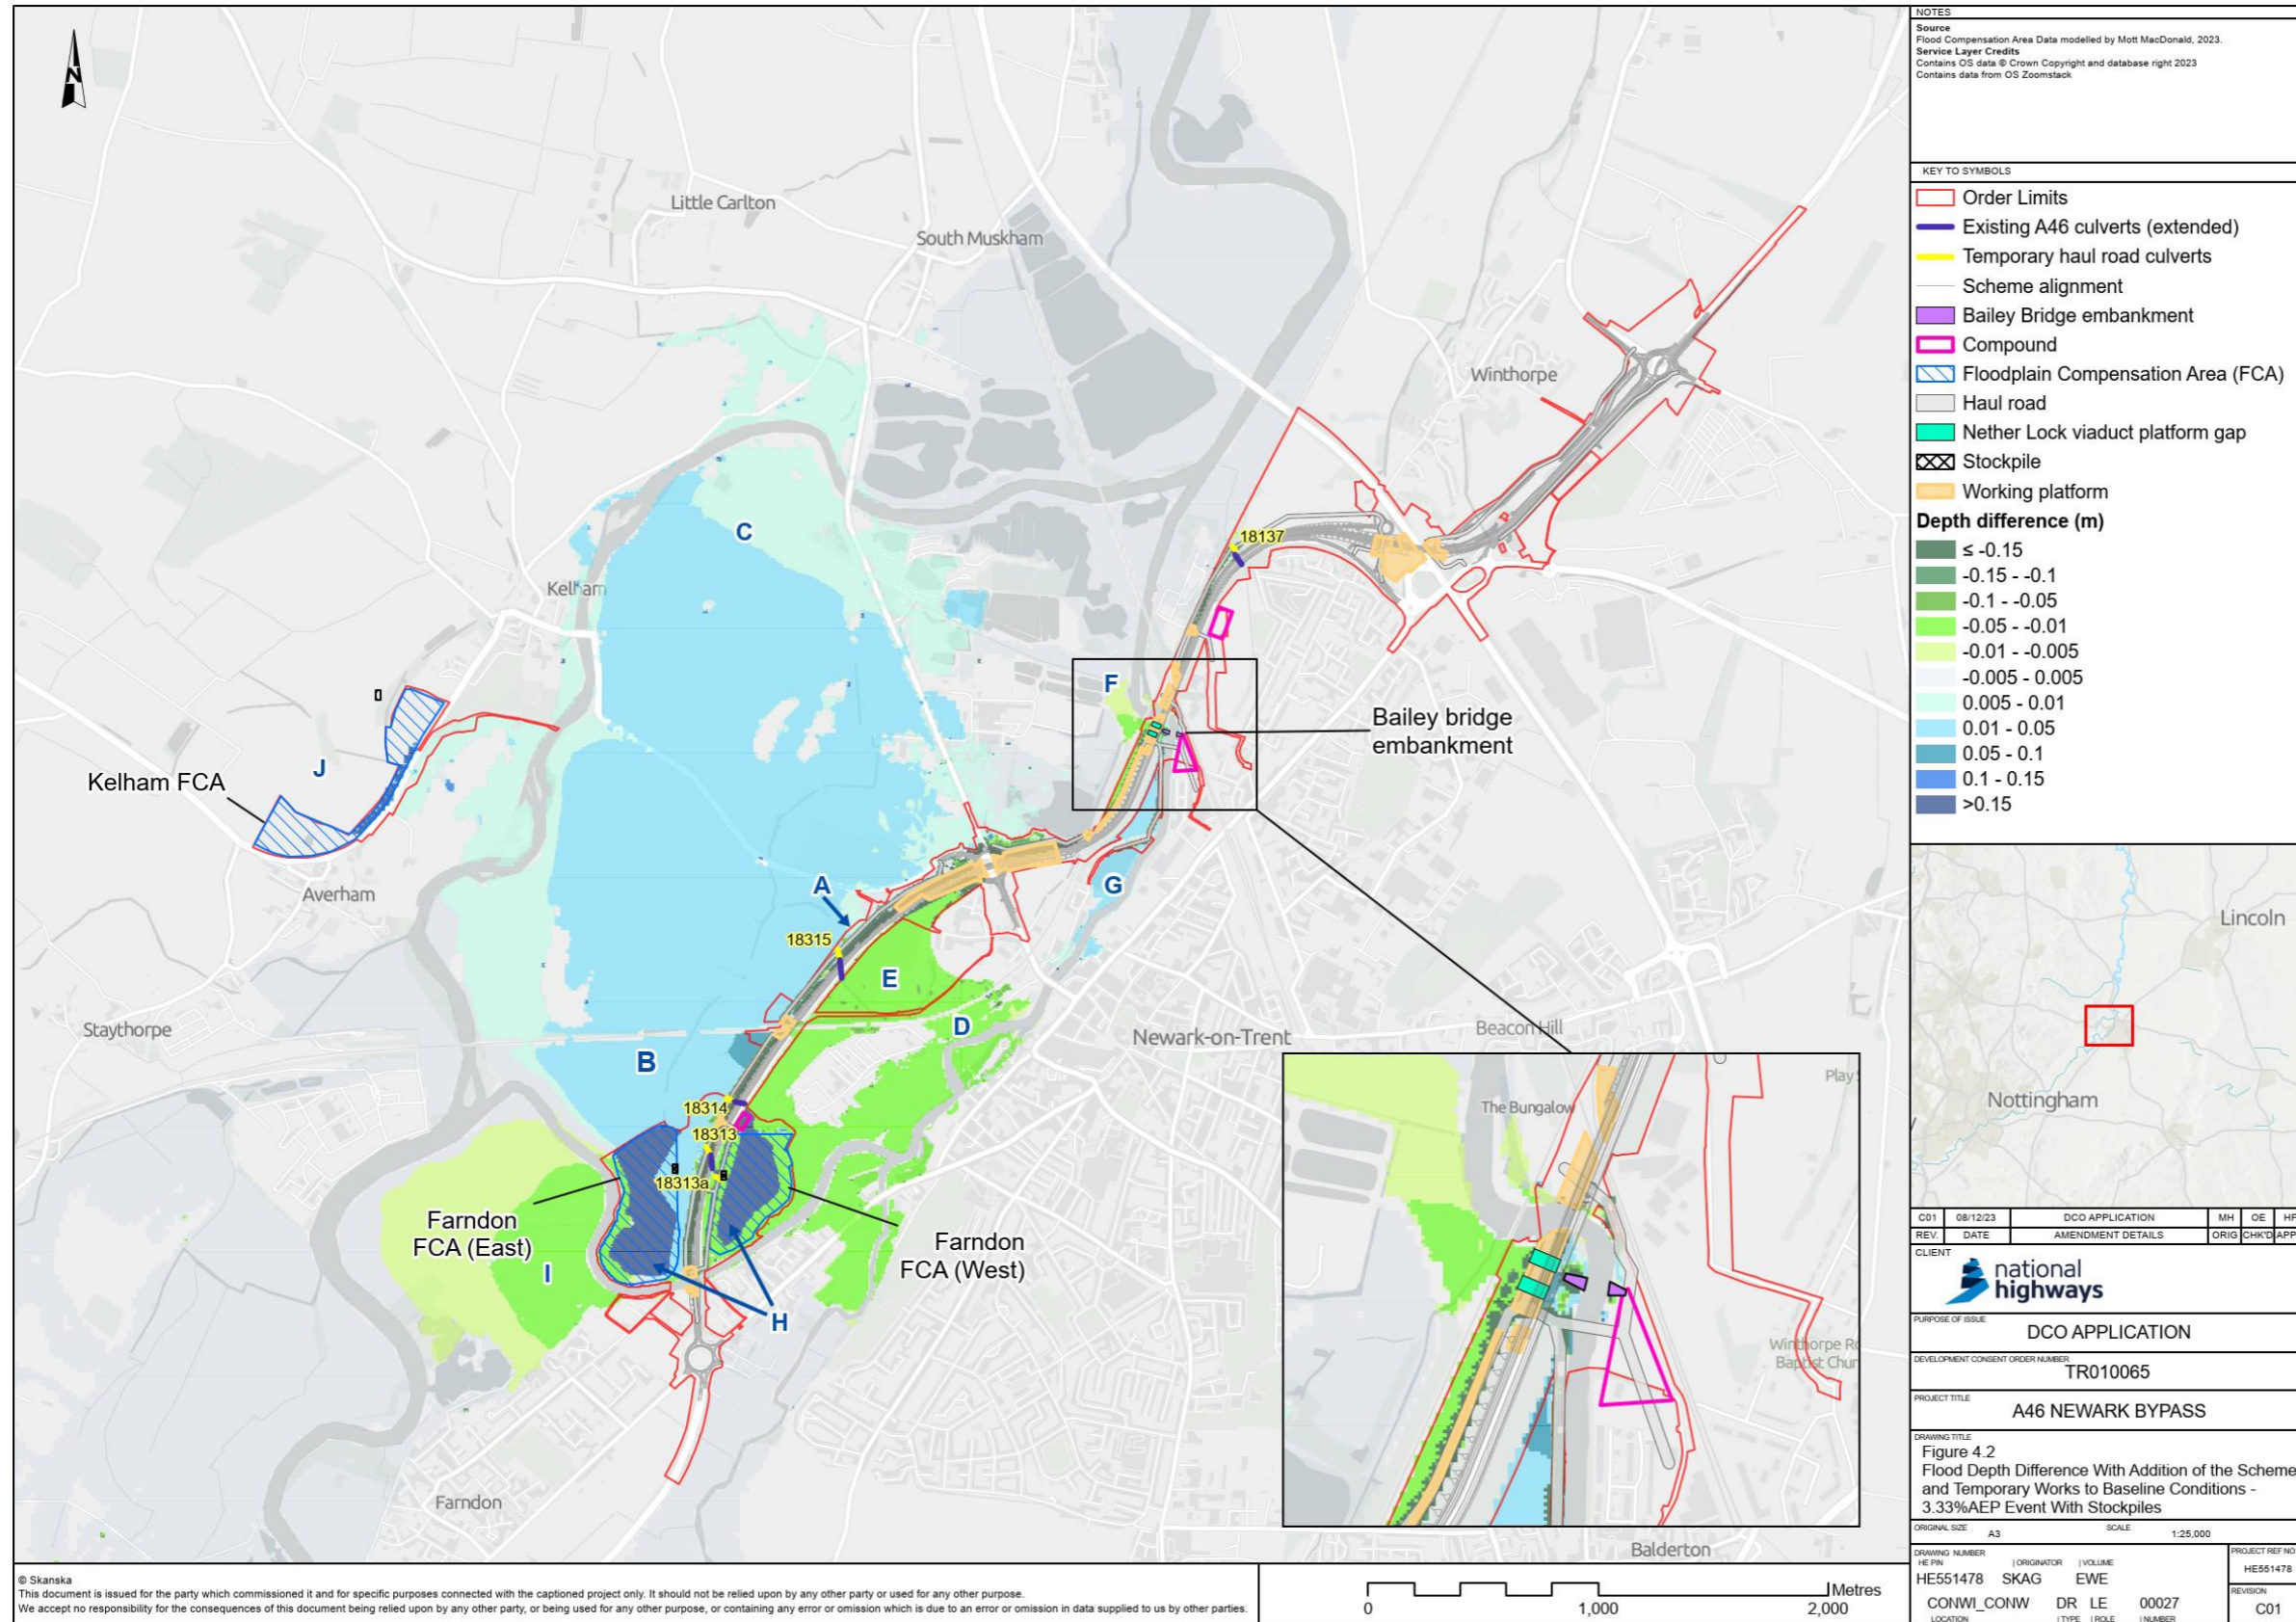 N
Little Carlton
South Muskham
Winthorpe
Kelham
C
18137
F
Bailey bridge
embankment
J
Kelham FCA
Averham
A
18315
G
E
D
Staythorpe
Newark-on-Trent
Beacon Hill
B
18314
18313
18313a
Farndon
FCA (East)
Farndon
FCA (West)
I
H
Farndon
Balderton
The Bungalow
Winthorpe
NOTES
Source
Flood Compensation Area Data modelled by Mott MacDonald, 2023.
Service Layer Credits
Contains OS data © Crown Copyright and database right 2023
Contains data from OS Zoomstack
KEY TO SYMBOLS
Order Limits
Existing A46 culverts (extended)
Temporary haul road culverts
Scheme alignment
Bailey Bridge embankment
Compound
Floodplain Compensation Area (FCA)
Haul road
Nether Lock viaduct platform gap
Stockpile
Working platform
Depth difference (m)
≤ -0.15
-0.15 - -0.1
-0.1 - -0.05
-0.05 - -0.01
-0.01 - -0.005
-0.005 - 0.005
0.005 - 0.01
0.01 - 0.05
0.05 - 0.1
0.1 - 0.15
>0.15
Lincoln
Nottingham
C01 08/12/23 DCO APPLICATION MH OE HF
REV. DATE AMENDMENT DETAILS ORIG CHK'D APP
CLIENT
national
highways
PURPOSE OF ISSUE
DCO APPLICATION
DEVELOPMENT CONSENT ORDER NUMBER
TR010065
PROJECT TITLE
A46 NEWARK BYPASS
DRAWING TITLE
Figure 4.2
Flood Depth Difference With Addition of the Scheme
and Temporary Works to Baseline Conditions -
3.33%AEP Event With Stockpiles
ORIGINAL SIZE A3 SCALE 1:25,000
DRAWING NUMBER PROJECT REF NO.
HE PIN | ORIGINATOR | VOLUME
HE551478 SKAG EWE HE551478
REVISION
CONWI_CONW DR LE 00027 C01
LOCATION | TYPE | ROLE | NUMBER
© Skanska
This document is issued for the party which commissioned it and for specific purposes connected with the captioned project only. It should not be relied upon by any other party or used for any other purpose.
We accept no responsibility for the consequences of this document being relied upon by any other party, or being used for any other purpose, or containing any error or omission which is due to an error or omission in data supplied to us by other parties.
Metres
0 1,000 2,000